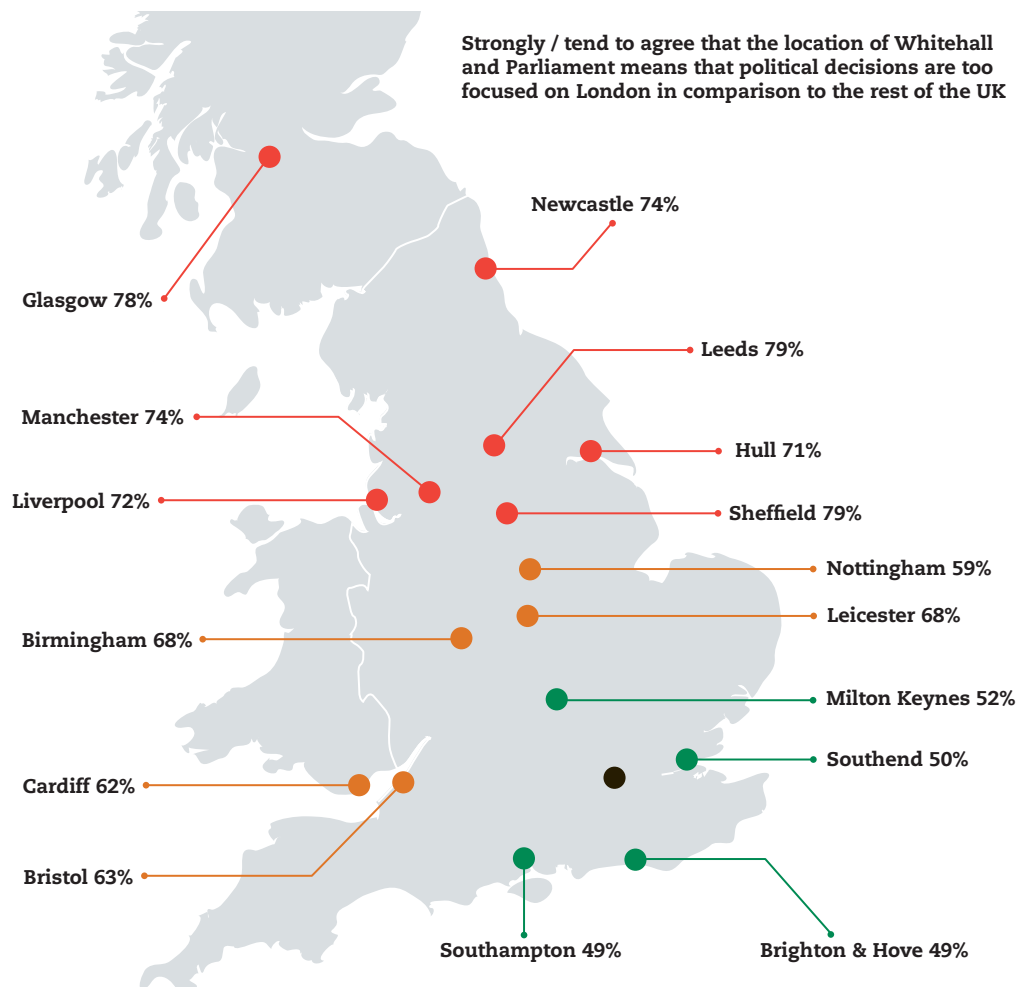 Strongly / tend to agree that the location of Whitehall
and Parliament means that political decisions are too
focused on London in comparison to the rest of the UK
Newcastle 74%
Glasgow 78%
Leeds 79%
Manchester 74%
Hull 71%
Liverpool 72%
Sheffield 79%
Nottingham 59%
Leicester 68%
Birmingham 68%
Milton Keynes 52%
Southend 50%
Cardiff 62%
Bristol 63%
Southampton 49%
Brighton & Hove 49%